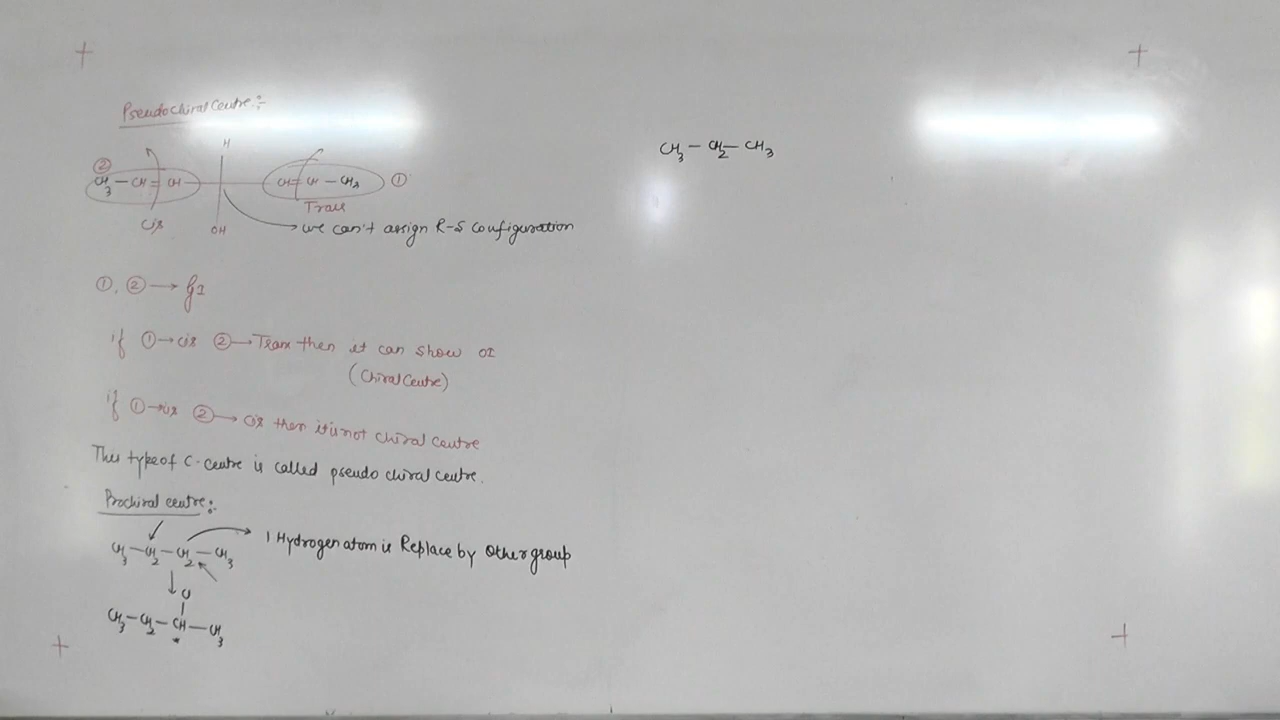 Pseudochiral Centre :-
H
② CH3 – CH = CH – CH = CH – CH3 ①
cis OH Trans
we can't assign R-S Configuration
①, ② → GI
if ① → cis ② → Trans then it can show OI
(Chiral Centre)
if ① → cis ② → cis then it is not chiral centre
This type of C-centre is called pseudo chiral centre.
Prochiral centre :-
CH3 – CH2 – CH2 – CH3 1 Hydrogen atom is Replace by Other group
CH3 – CH2 – CH – CH3
*
CH3 – CH2 – CH3